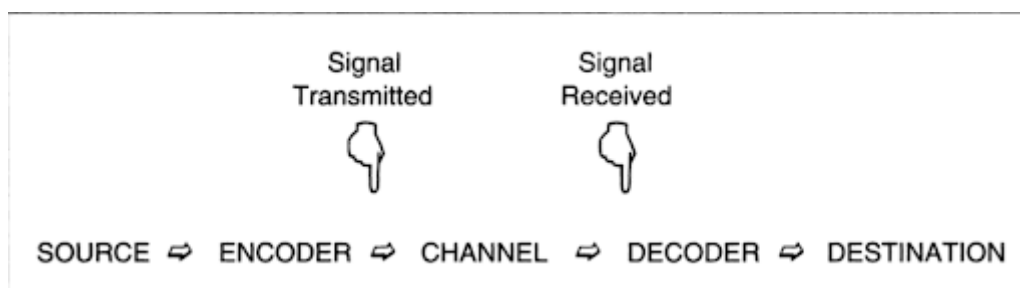 Signal
Transmitted
Signal
Received
SOURCE ⇨ ENCODER ⇨ CHANNEL ⇨ DECODER ⇨ DESTINATION